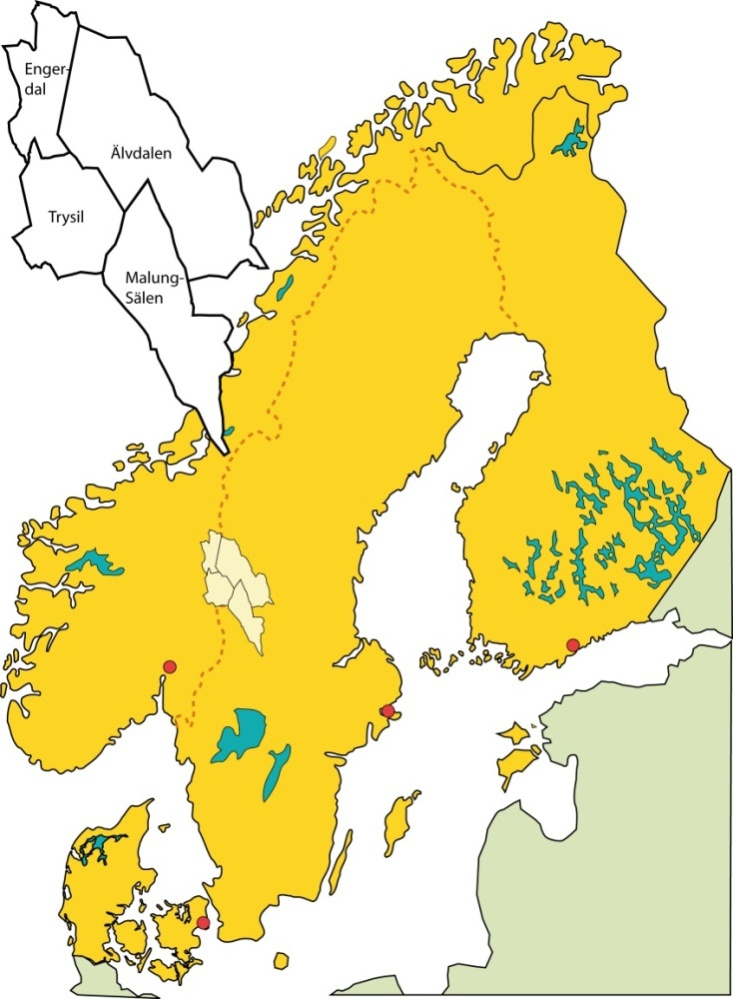 Enger-
dal
Älvdalen
Trysil
Malung-
Sälen